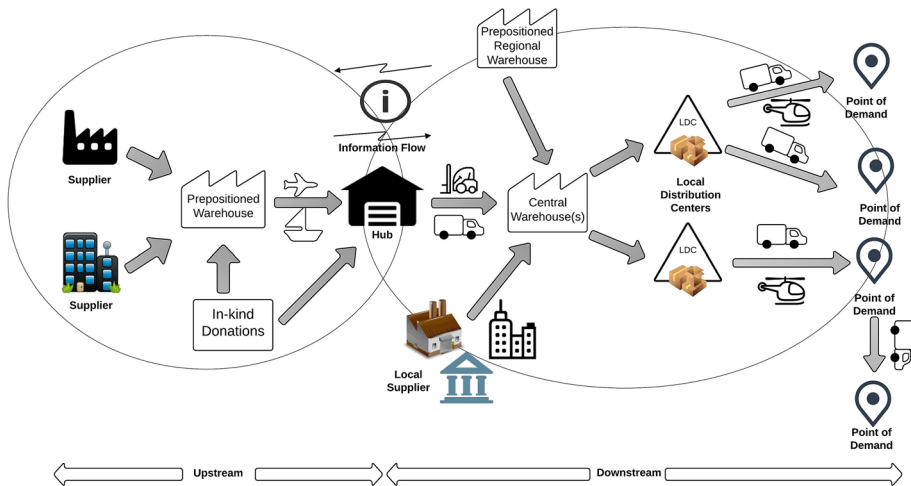 Prepositioned
Regional
Warehouse
i
Information Flow
Supplier
Prepositioned
Warehouse
Hub
Central
Warehouse(s)
LDC
Local
Distribution
Centers
Point of
Demand
Point of
Demand
Supplier
In-kind
Donations
LDC
Point of
Demand
Local
Supplier
Point of
Demand
Upstream
Downstream